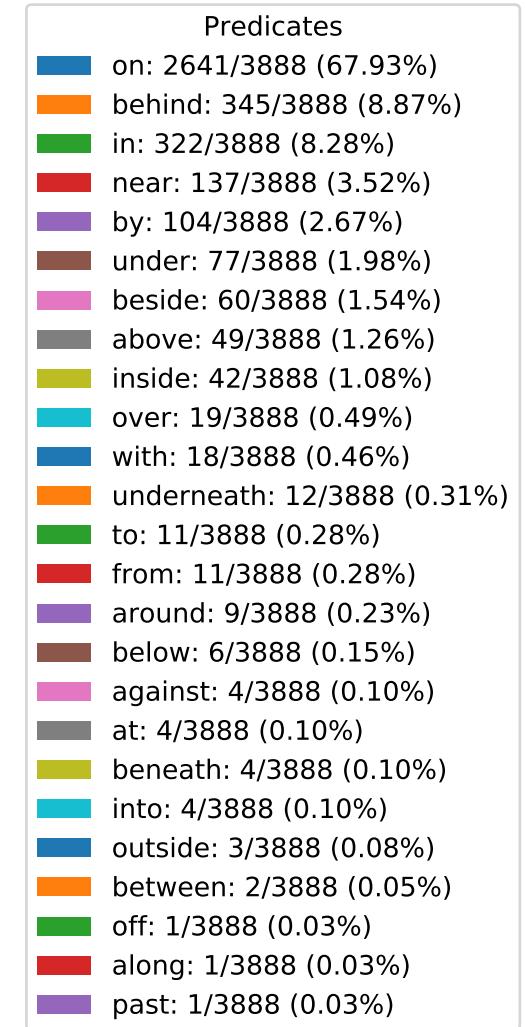 Predicates
on: 2641/3888 (67.93%)
behind: 345/3888 (8.87%)
in: 322/3888 (8.28%)
near: 137/3888 (3.52%)
by: 104/3888 (2.67%)
under: 77/3888 (1.98%)
beside: 60/3888 (1.54%)
above: 49/3888 (1.26%)
inside: 42/3888 (1.08%)
over: 19/3888 (0.49%)
with: 18/3888 (0.46%)
underneath: 12/3888 (0.31%)
to: 11/3888 (0.28%)
from: 11/3888 (0.28%)
around: 9/3888 (0.23%)
below: 6/3888 (0.15%)
against: 4/3888 (0.10%)
at: 4/3888 (0.10%)
beneath: 4/3888 (0.10%)
into: 4/3888 (0.10%)
outside: 3/3888 (0.08%)
between: 2/3888 (0.05%)
off: 1/3888 (0.03%)
along: 1/3888 (0.03%)
past: 1/3888 (0.03%)